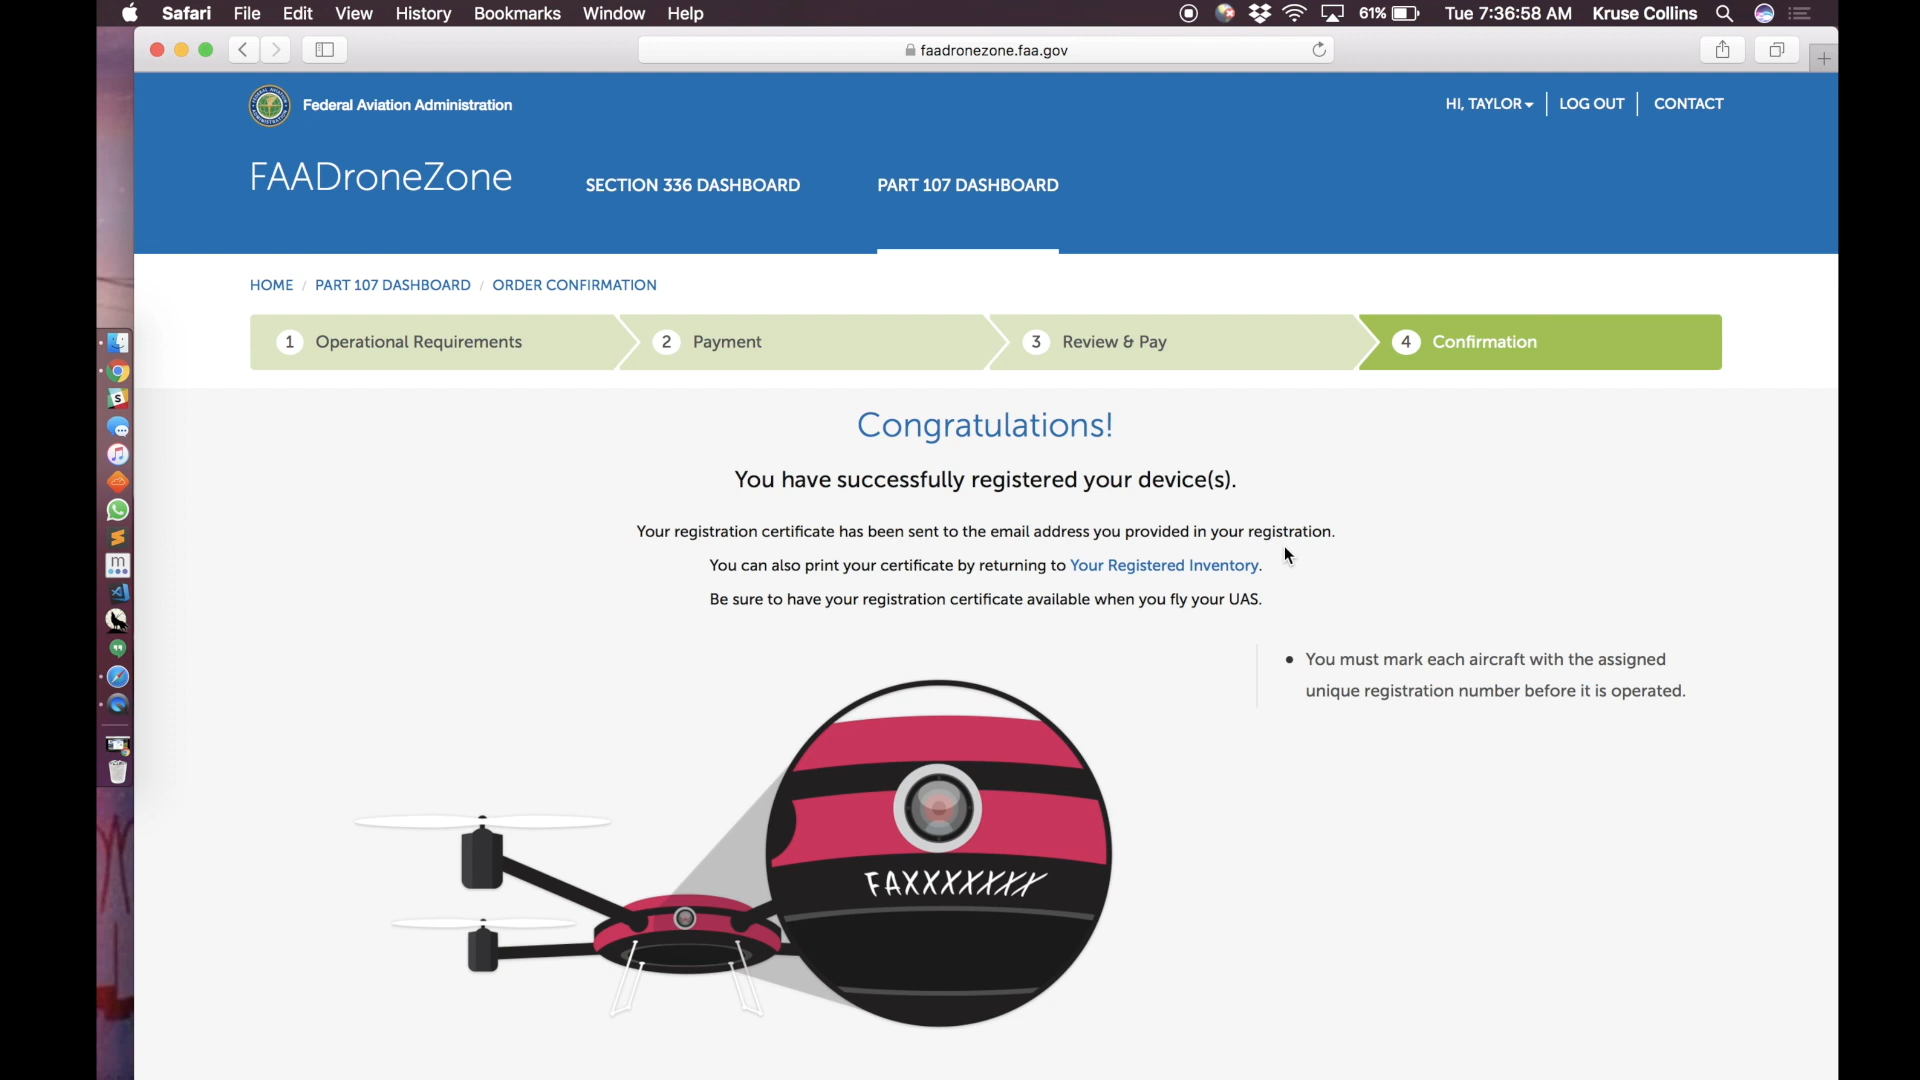 Safari File Edit View History Bookmarks Window Help 61% Tue 7:36:58 AM Kruse Collins
faadronezone.faa.gov
Federal Aviation Administration
HI, TAYLOR LOG OUT CONTACT
FAADroneZone SECTION 336 DASHBOARD PART 107 DASHBOARD
HOME / PART 107 DASHBOARD / ORDER CONFIRMATION
1 Operational Requirements 2 Payment 3 Review & Pay 4 Confirmation
Congratulations!
You have successfully registered your device(s).
Your registration certificate has been sent to the email address you provided in your registration.
You can also print your certificate by returning to Your Registered Inventory.
Be sure to have your registration certificate available when you fly your UAS.
• You must mark each aircraft with the assigned
unique registration number before it is operated.
FAXXXXXXX